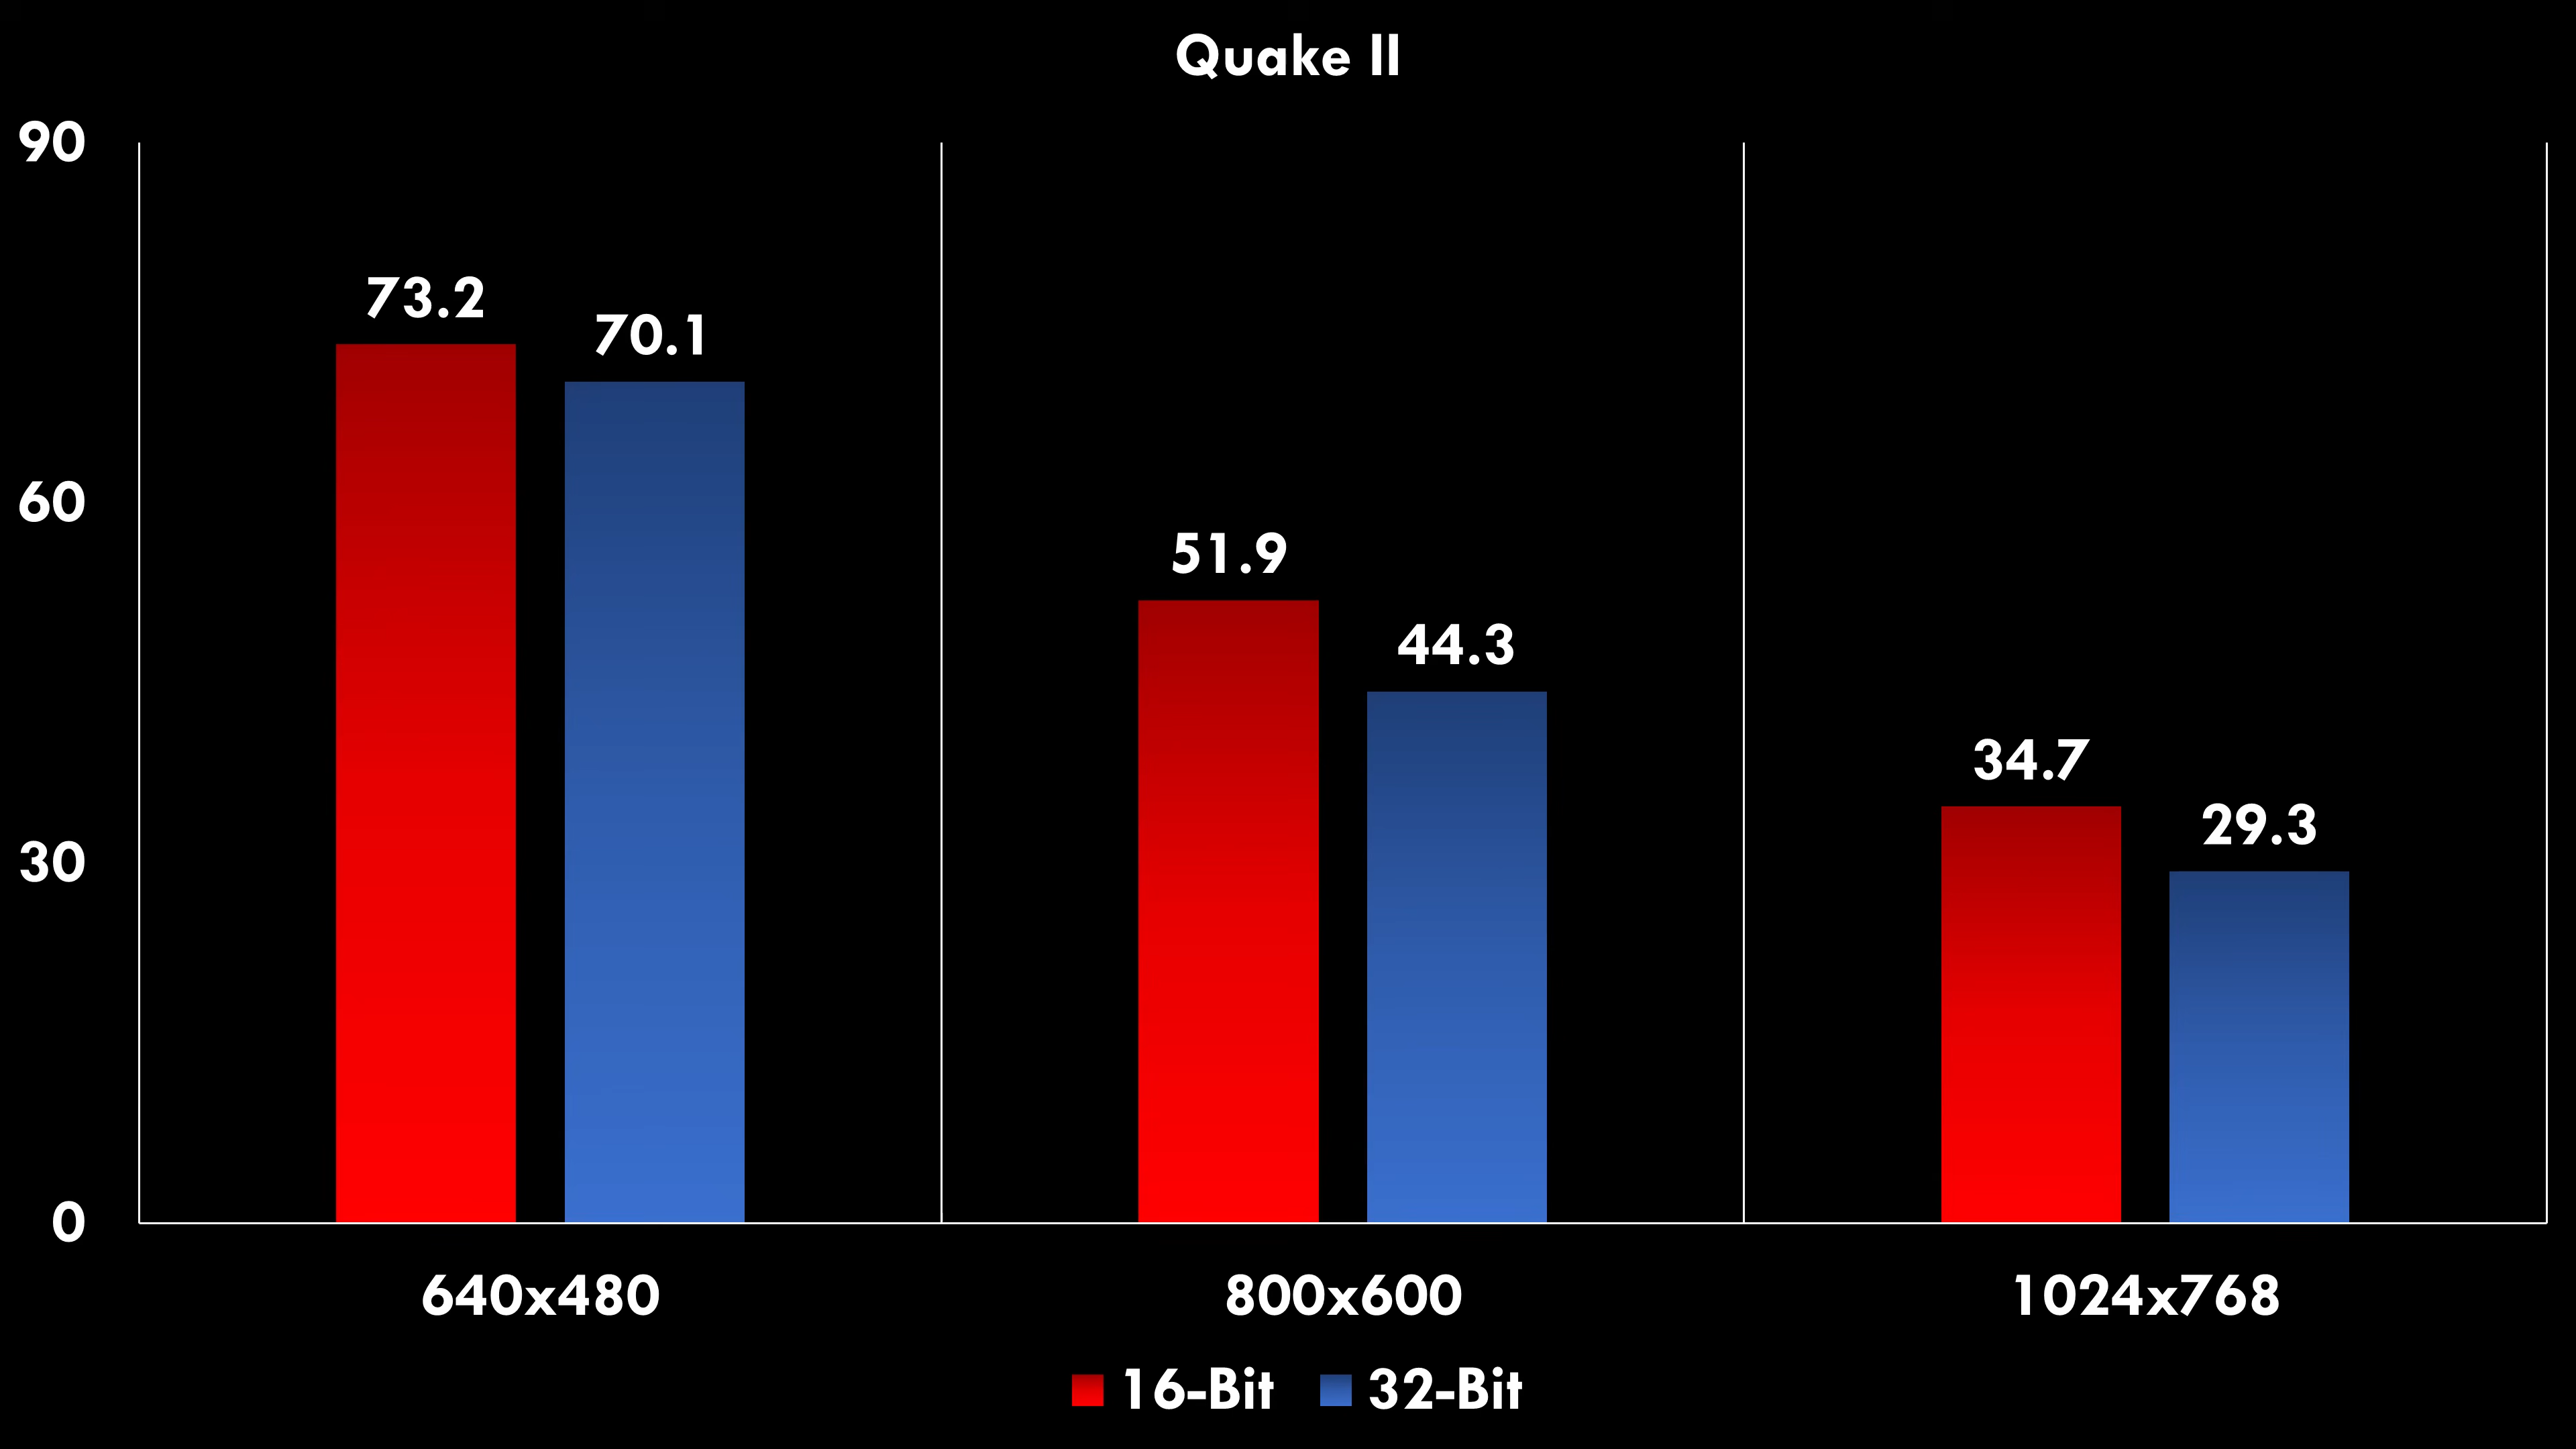 Quake II
90
60
30
0
73.2
70.1
51.9
44.3
34.7
29.3
640x480
800x600
1024x768
16-Bit
32-Bit